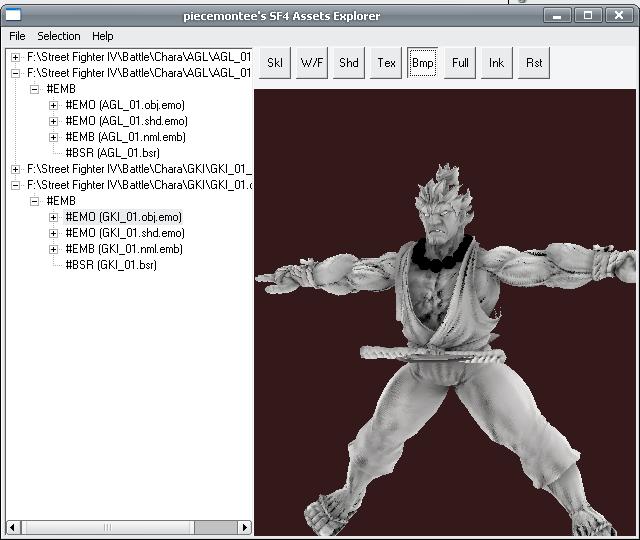 piecemontee's SF4 Assets Explorer
File Selection Help
Skl W/F Shd Tex Bmp Full Ink Rst
F:\Street Fighter IV\Battle\Chara\AGL\AGL_01
F:\Street Fighter IV\Battle\Chara\AGL\AGL_01
#EMB
#EMO (AGL_01.obj.emo)
#EMO (AGL_01.shd.emo)
#EMB (AGL_01.nml.emb)
#BSR (AGL_01.bsr)
F:\Street Fighter IV\Battle\Chara\GKI\GKI_01_
F:\Street Fighter IV\Battle\Chara\GKI\GKI_01.
#EMB
#EMO (GKI_01.obj.emo)
#EMO (GKI_01.shd.emo)
#EMB (GKI_01.nml.emb)
#BSR (GKI_01.bsr)